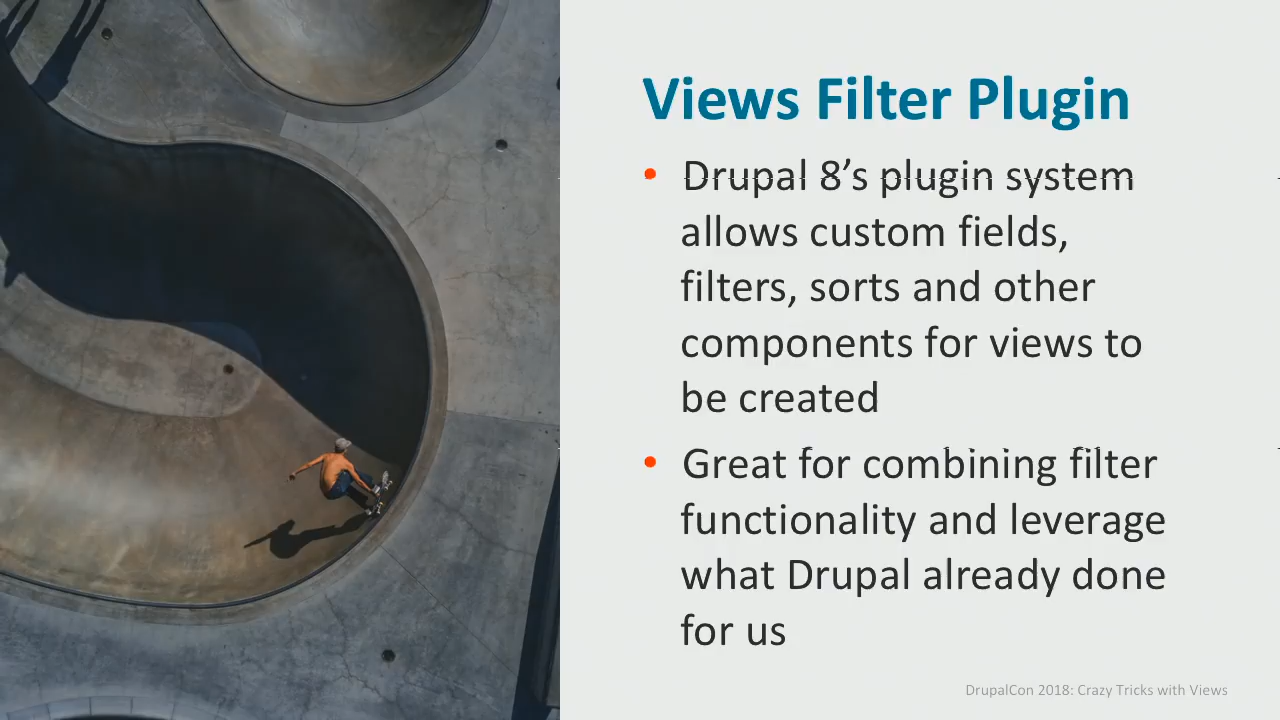 Views Filter Plugin
• Drupal 8’s plugin system
allows custom fields,
filters, sorts and other
components for views to
be created
• Great for combining filter
functionality and leverage
what Drupal already done
for us
DrupalCon 2018: Crazy Tricks with Views